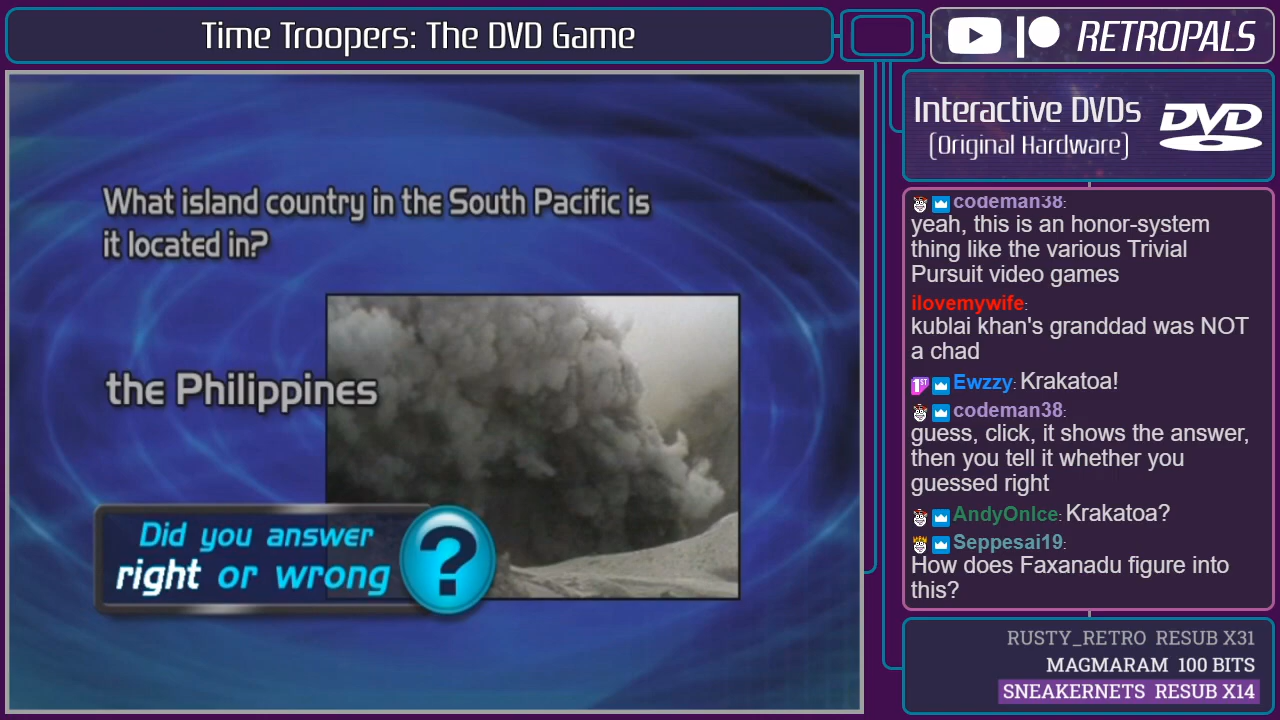 Time Troopers: The DVD Game
RETROPALS
What island country in the South Pacific is
it located in?
the Philippines
Did you answer
right or wrong
?
Interactive DVDs
(Original Hardware)
DVD
codeman38:
yeah, this is an honor-system
thing like the various Trivial
Pursuit video games
ilovemywife:
kublai khan's granddad was NOT
a chad
1ST Ewzzy: Krakatoa!
codeman38:
guess, click, it shows the answer,
then you tell it whether you
guessed right
AndyOnIce: Krakatoa?
Seppesai19:
How does Faxanadu figure into
this?
RUSTY_RETRO RESUB X31
MAGMARAM 100 BITS
SNEAKERNETS RESUB X14